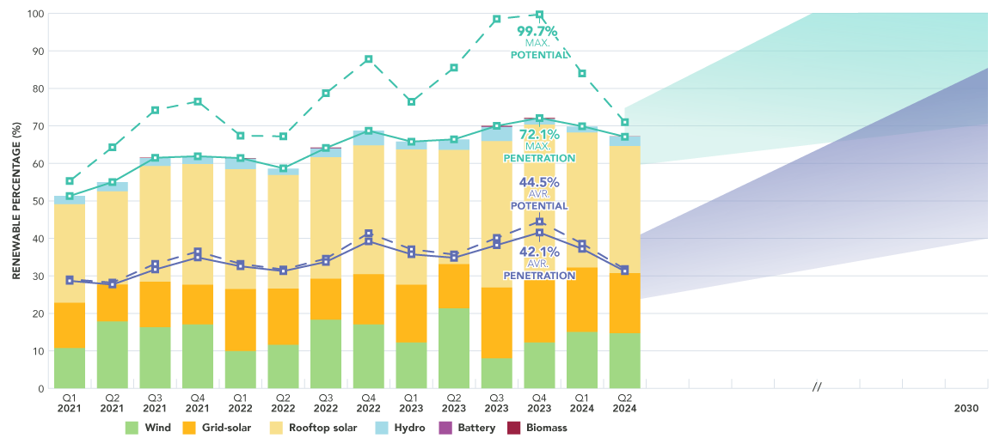 RENEWABLE PERCENTAGE (%)
100
90
80
70
60
50
40
30
20
10
0
99.7%
MAX.
POTENTIAL
72.1%
MAX.
PENETRATION
44.5%
AVR.
POTENTIAL
42.1%
AVR.
PENETRATION
Q1 Q2 Q3 Q4 Q1 Q2 Q3 Q4 Q1 Q2 Q3 Q4 Q1 Q2
2021 2021 2021 2021 2022 2022 2022 2022 2023 2023 2023 2023 2024 2024 2030
//
Wind Grid-solar Rooftop solar Hydro Battery Biomass